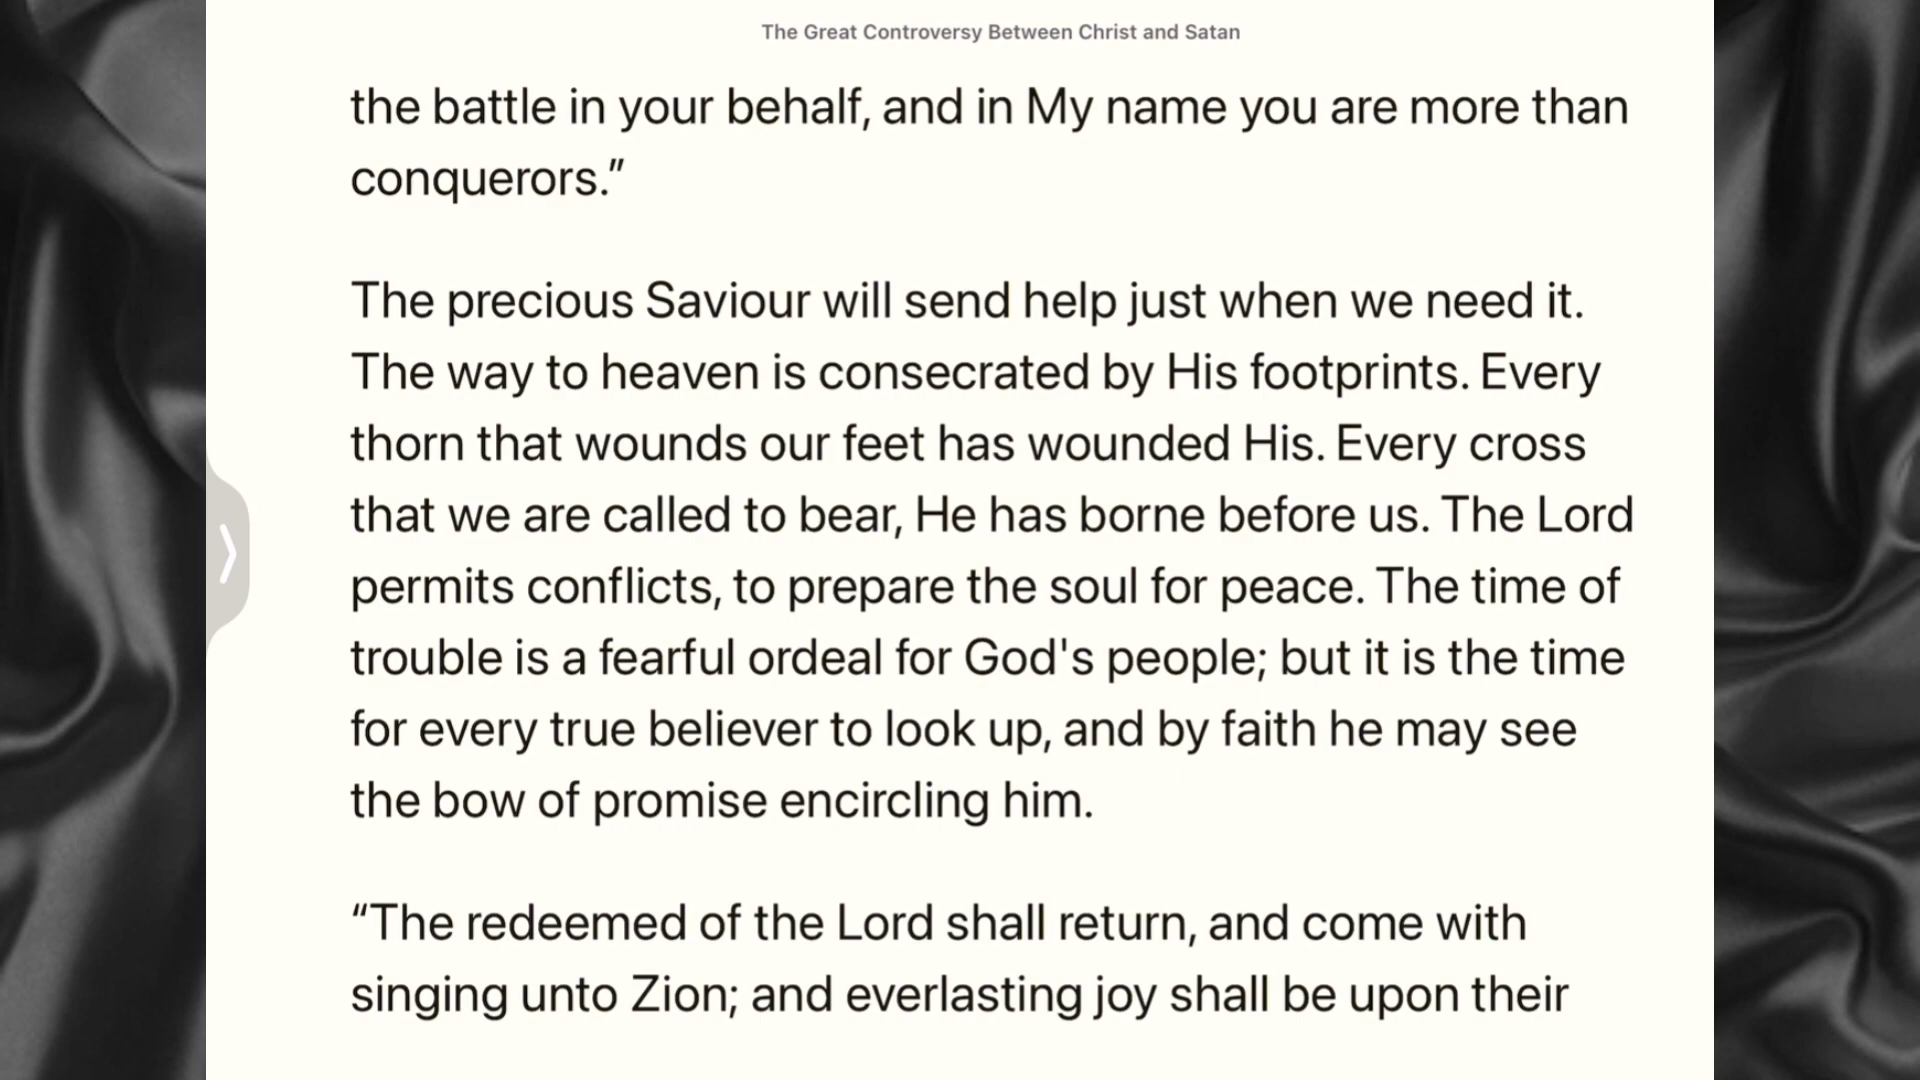 The Great Controversy Between Christ and Satan
the battle in your behalf, and in My name you are more than
conquerors.”
The precious Saviour will send help just when we need it.
The way to heaven is consecrated by His footprints. Every
thorn that wounds our feet has wounded His. Every cross
that we are called to bear, He has borne before us. The Lord
permits conflicts, to prepare the soul for peace. The time of
trouble is a fearful ordeal for God's people; but it is the time
for every true believer to look up, and by faith he may see
the bow of promise encircling him.
“The redeemed of the Lord shall return, and come with
singing unto Zion; and everlasting joy shall be upon their